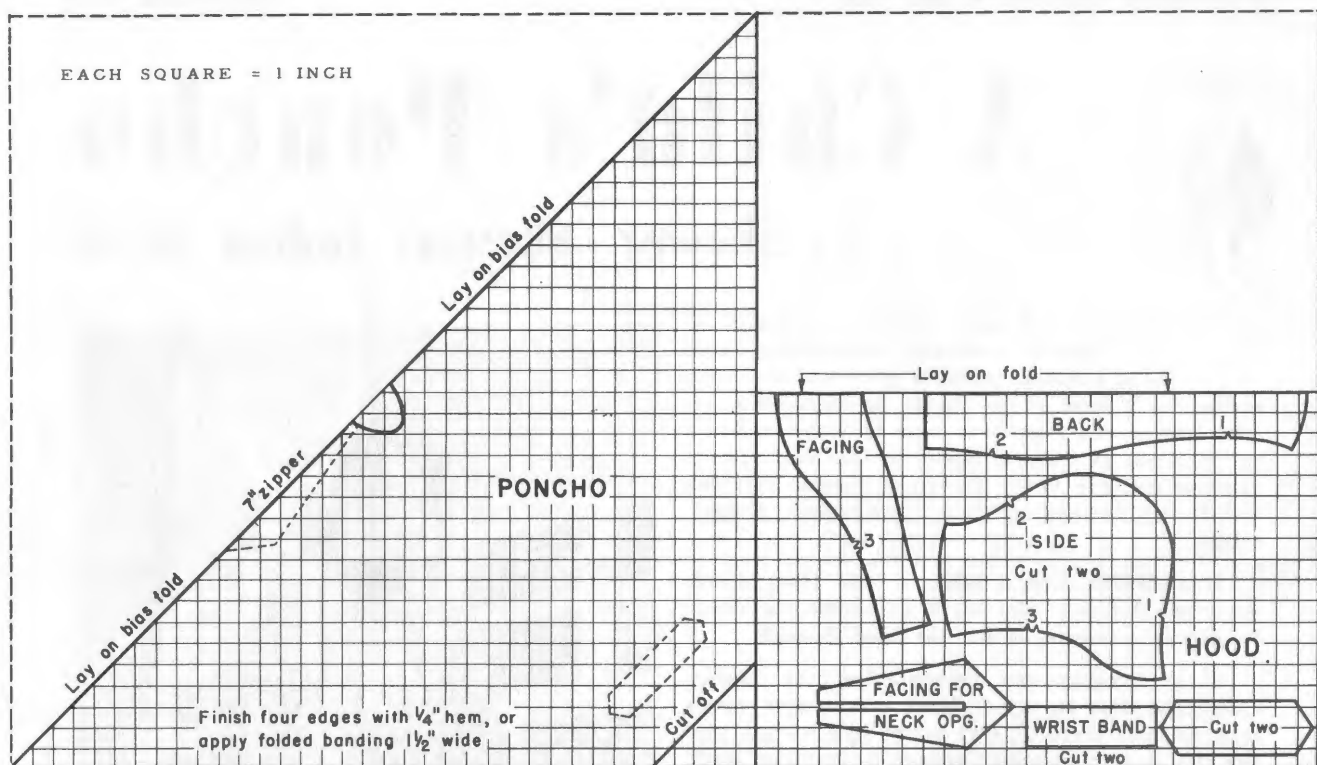 EACH SQUARE = 1 INCH
Lay on bias fold
7" zipper
Lay on bias fold
PONCHO
Cut off
Finish four edges with 1/4" hem, or
apply folded banding 1 1/2" wide
Lay on fold
FACING
3
BACK
2
1
2
SIDE
Cut two
1
3
HOOD
FACING FOR
NECK OPG.
WRIST BAND
Cut two
Cut two